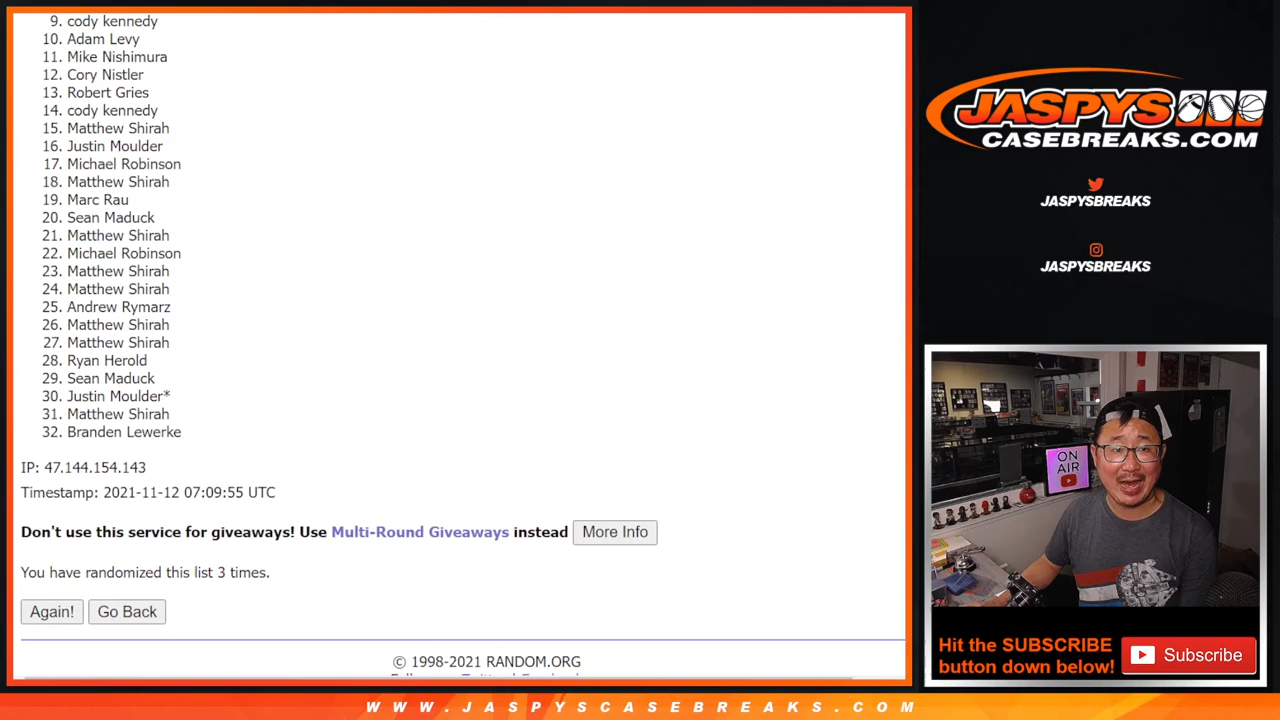 9. cody kennedy
10. Adam Levy
11. Mike Nishimura
12. Cory Nistler
13. Robert Gries
14. cody kennedy
15. Matthew Shirah
16. Justin Moulder
17. Michael Robinson
18. Matthew Shirah
19. Marc Rau
20. Sean Maduck
21. Matthew Shirah
22. Michael Robinson
23. Matthew Shirah
24. Matthew Shirah
25. Andrew Rymarz
26. Matthew Shirah
27. Matthew Shirah
28. Ryan Herold
29. Sean Maduck
30. Justin Moulder*
31. Matthew Shirah
32. Branden Lewerke
IP: 47.144.154.143
Timestamp: 2021-11-12 07:09:55 UTC
Don't use this service for giveaways! Use Multi-Round Giveaways instead More Info
You have randomized this list 3 times.
Again! Go Back
© 1998-2021 RANDOM.ORG
JASPYS
CASEBREAKS.COM
JASPYSBREAKS
JASPYSBREAKS
ON
AIR
Hit the SUBSCRIBE
button down below!
Subscribe
WWW.JASPYSCASEBREAKS.COM